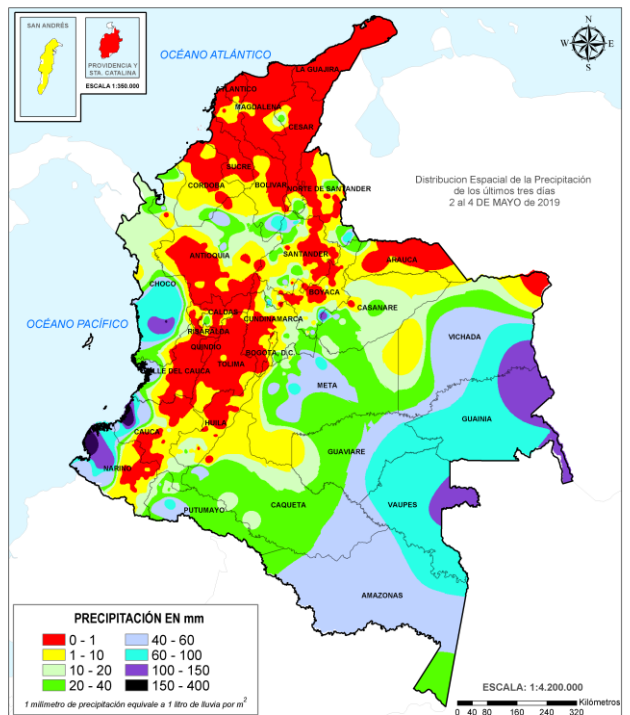 SAN ANDRÉS
PROVIDENCIA Y
STA. CATALINA
ESCALA 1:350.000
OCÉANO ATLÁNTICO
N
W E
S
LA GUAJIRA
ATLANTICO
MAGDALENA
CESAR
Distribucion Espacial de la Precipitación
de los últimos tres días
2 al 4 DE MAYO de 2019
SUCRE
CORDOBA
BOLIVAR
NORTE DE SANTANDER
ANTIOQUIA
SANTANDER
ARAUCA
CHOCO
BOYACA
CASANARE
OCÉANO PACÍFICO
CALDAS
CUNDINAMARCA
RISARALDA
VICHADA
QUINDIO
BOGOTA, D.C.
TOLIMA
VALLE DEL CAUCA
META
GUAINIA
HUILA
CAUCA
GUAVIARE
NARIÑO
CAQUETA
VAUPES
PUTUMAYO
AMAZONAS
PRECIPITACIÓN EN mm
0 - 1 40 - 60
1 - 10 60 - 100
10 - 20 100 - 150
20 - 40 150 - 400
1 milimetro de precipitación equivale a 1 litro de lluvia por m²
ESCALA: 1:4.200.000
Kilómetros
0 40 80 160 240 320